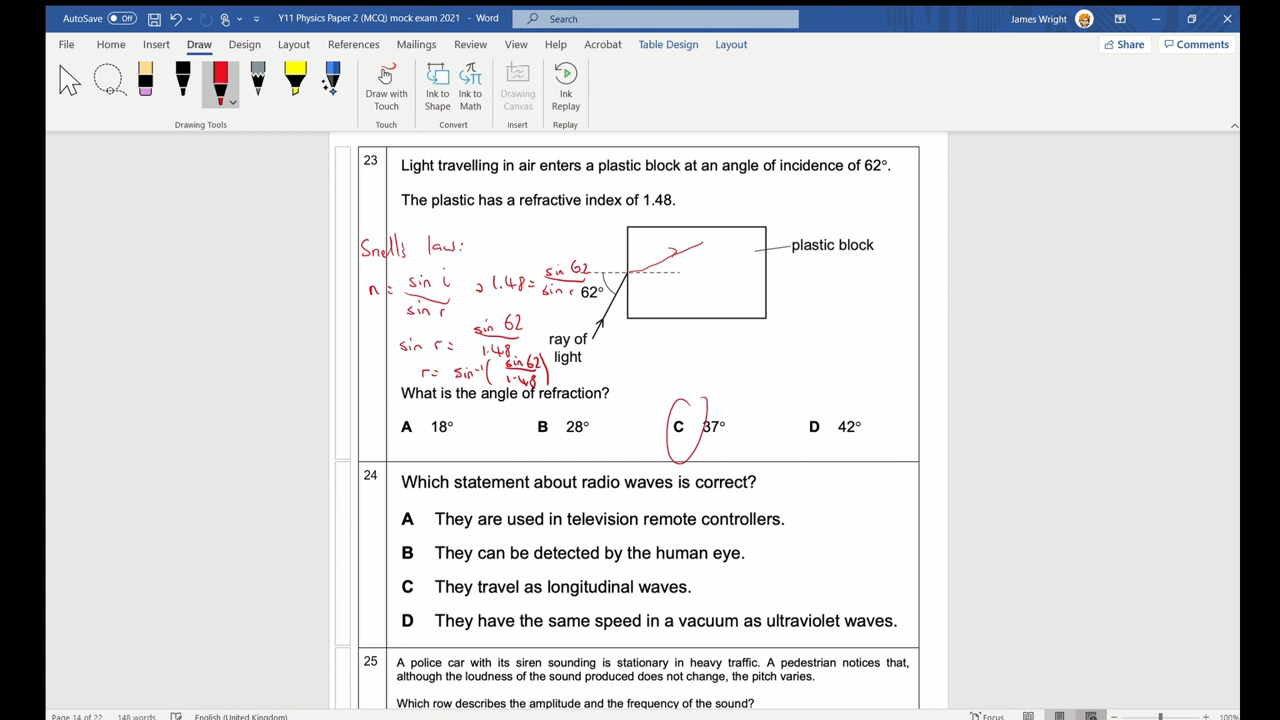 AutoSave Off Y11 Physics Paper 2 (MCQ) mock exam 2021 - Word Search James Wright
File Home Insert Draw Design Layout References Mailings Review View Help Acrobat Table Design Layout Share Comments
Draw with Touch Ink to Shape Ink to Math Drawing Canvas Ink Replay
Drawing Tools Touch Convert Insert Replay
23 Light travelling in air enters a plastic block at an angle of incidence of 62°.
The plastic has a refractive index of 1.48.
Snell's law:
plastic block
n = sin i / sin r → 1.48 = sin 62 / sin r
62°
sin r = sin 62 / 1.48
ray of light
r = sin⁻¹ ( sin 62 / 1.48 )
What is the angle of refraction?
A 18° B 28° C 37° D 42°
24 Which statement about radio waves is correct?
A They are used in television remote controllers.
B They can be detected by the human eye.
C They travel as longitudinal waves.
D They have the same speed in a vacuum as ultraviolet waves.
25 A police car with its siren sounding is stationary in heavy traffic. A pedestrian notices that,
although the loudness of the sound produced does not change, the pitch varies.
Which row describes the amplitude and the frequency of the sound?
Page 14 of 22 148 words English (United Kingdom) Focus 100%